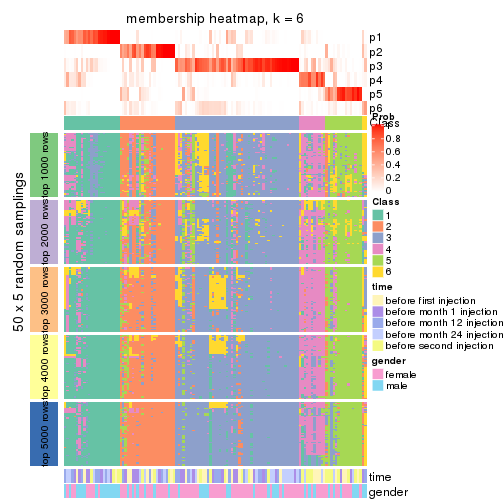 membership heatmap, k = 6
p1
p2
p3
p4
p5
p6
Prob
Class
1
0.8
0.6
0.4
0.2
0
50 x 5 random samplings
top 1000 rows
top 2000 rows
top 3000 rows
top 4000 rows
top 5000 rows
Class
1
2
3
4
5
6
time
before first injection
before month 1 injection
before month 12 injection
before month 24 injection
before second injection
gender
female
male
time
gender